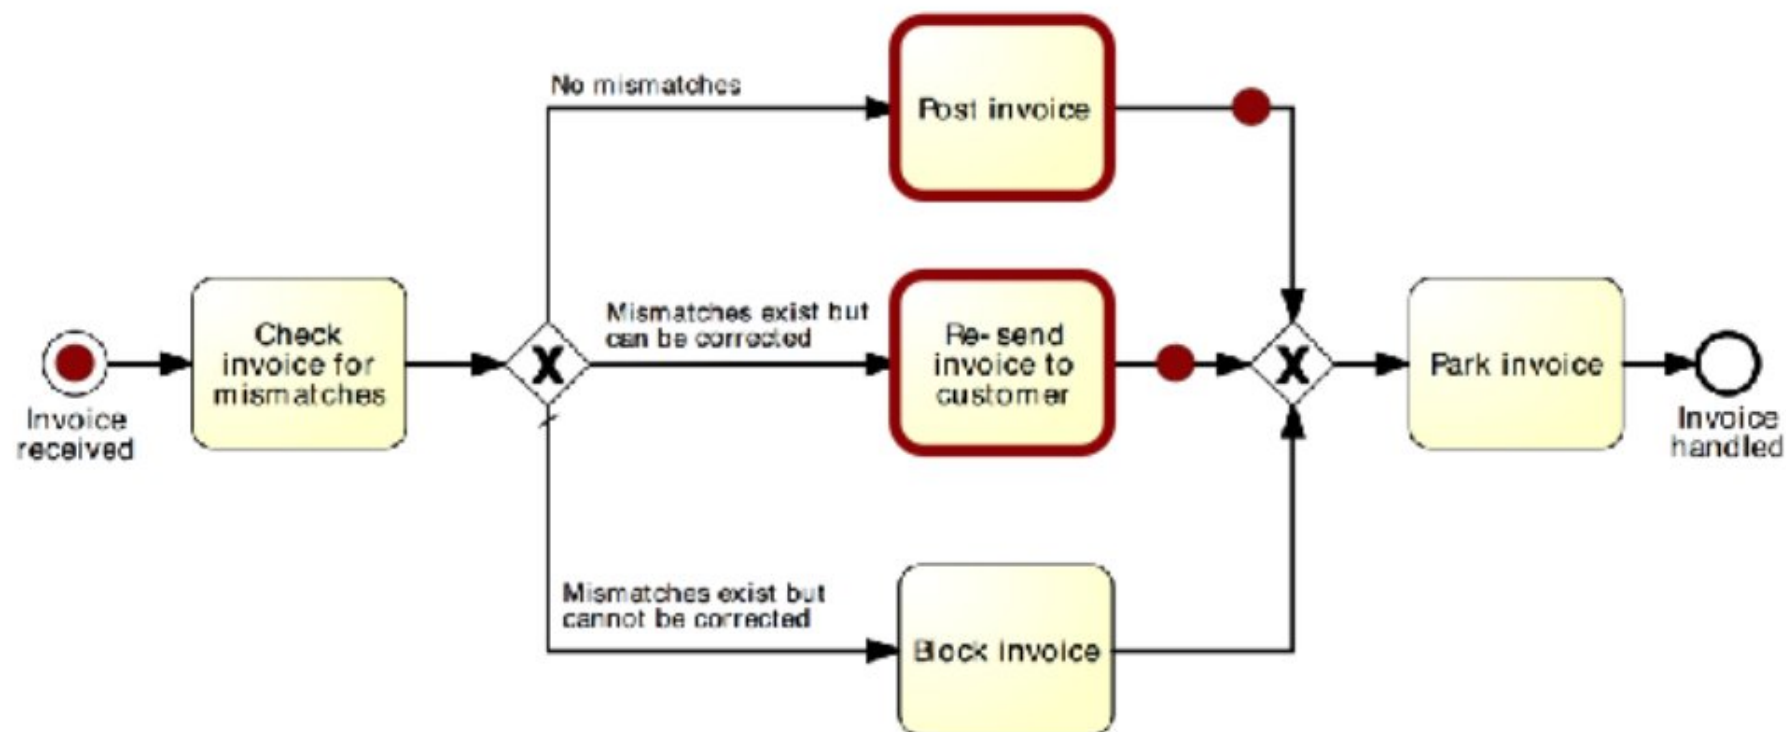 No mismatches
Post invoice
Mismatches exist but
can be corrected
Check
invoice for
mismatches
X
Re-send
invoice to
customer
X
Park invoice
Invoice
received
Invoice
handled
Mismatches exist but
cannot be corrected
Block invoice